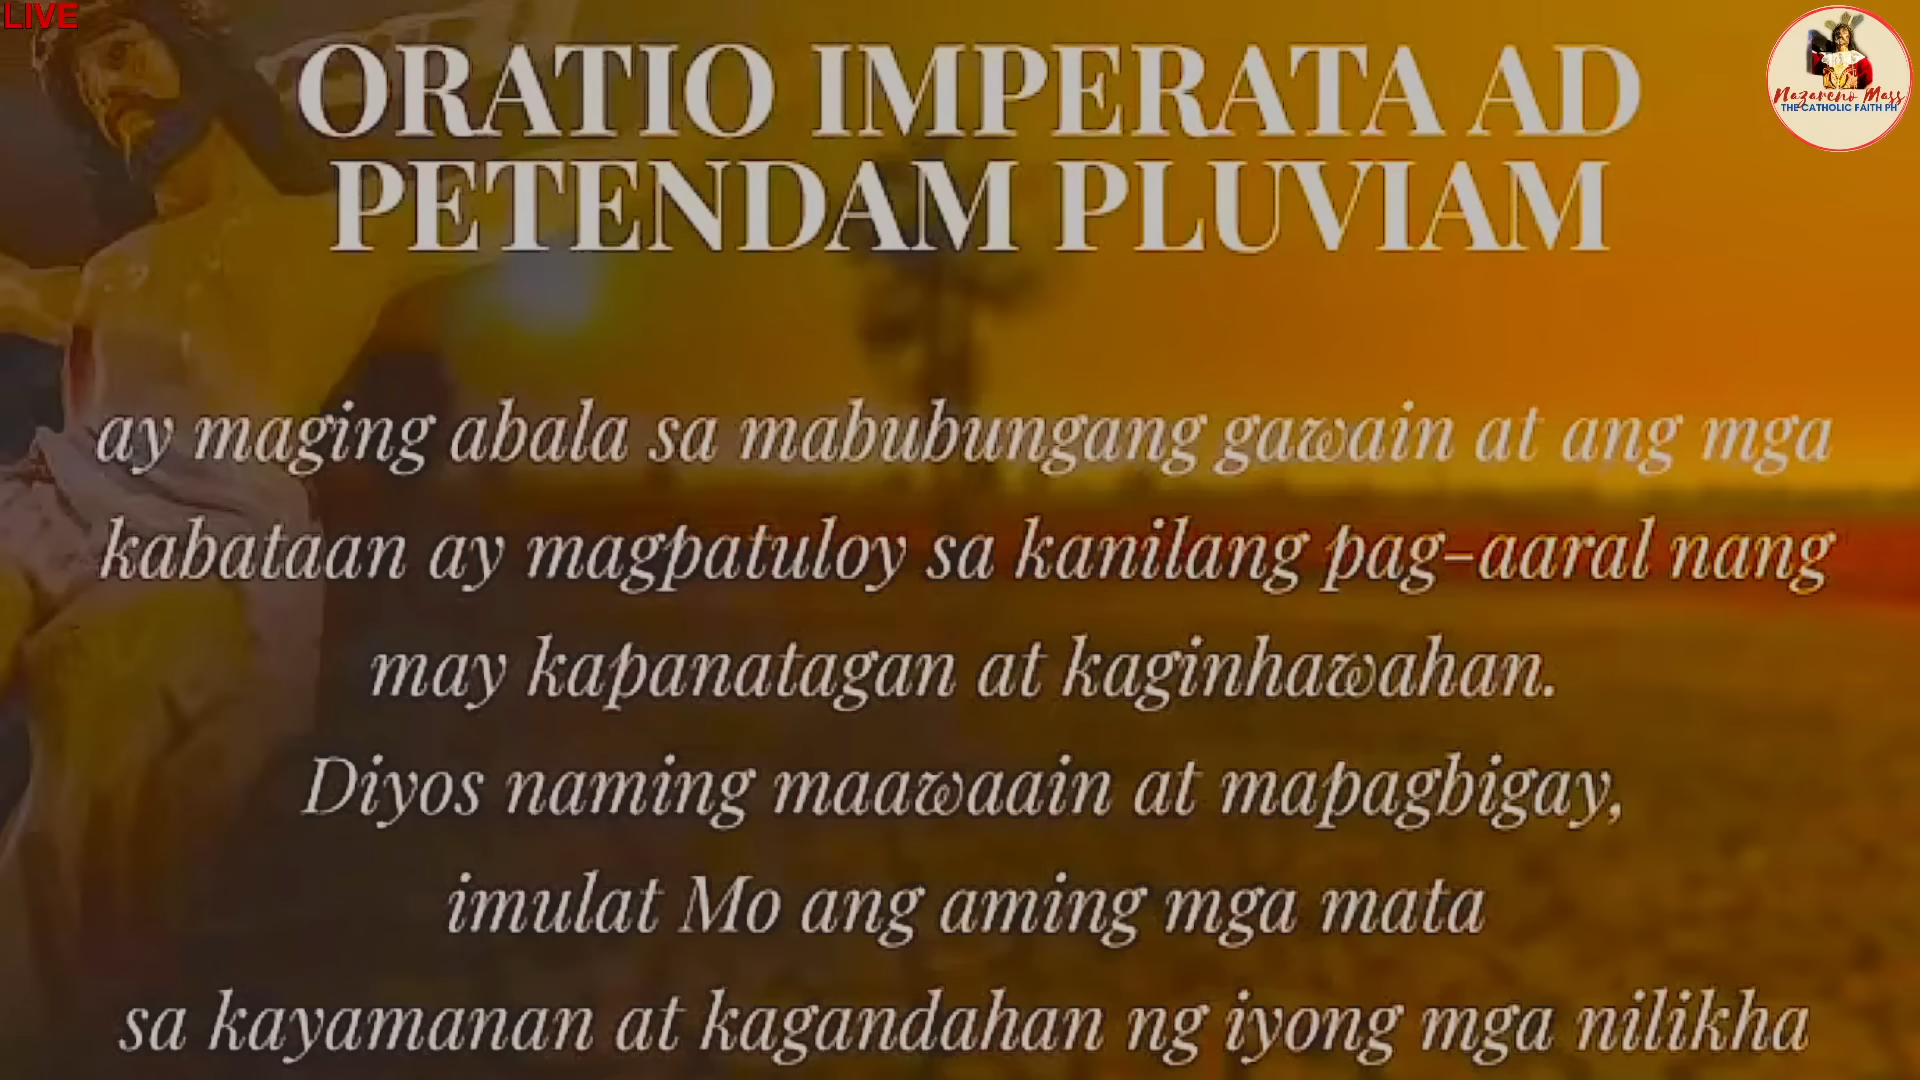 LIVE
ORATIO IMPERATA AD
PETENDAM PLUVIAM
Nazareno Mass
THE CATHOLIC FAITH PH
ay maging abala sa mabubungang gawain at ang mga
kabataan ay magpatuloy sa kanilang pag-aaral nang
may kapanatagan at kaginhawahan.
Diyos naming maawaain at mapagbigay,
imulat Mo ang aming mga mata
sa kayamanan at kagandahan ng iyong mga nilikha